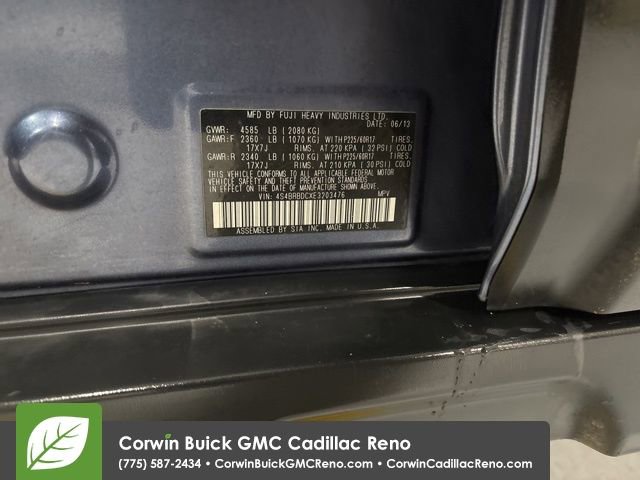 MFD BY FUJI HEAVY INDUSTRIES LTD.
DATE: 06/13
GVWR: 4585 LB (2080 KG)
GAWR:F 2360 LB (1070 KG) WITH P225/60R17 TIRES,
17X7J RIMS, AT 220 KPA (32 PSI) COLD
GAWR:R 2340 LB (1060 KG) WITH P225/60R17 TIRES,
17X7J RIMS, AT 210 KPA (30 PSI) COLD
THIS VEHICLE CONFORMS TO ALL APPLICABLE FEDERAL MOTOR
VEHICLE SAFETY AND THEFT PREVENTION STANDARDS
IN EFFECT ON THE DATE OF MANUFACTURE SHOWN ABOVE.
VIN: 4S4BRBDCXE3203476 MPV
ASSEMBLED BY SIA INC. MADE IN U.S.A.
Corwin Buick GMC Cadillac Reno
(775) 587-2434 • CorwinBuickGMCReno.com • CorwinCadillacReno.com